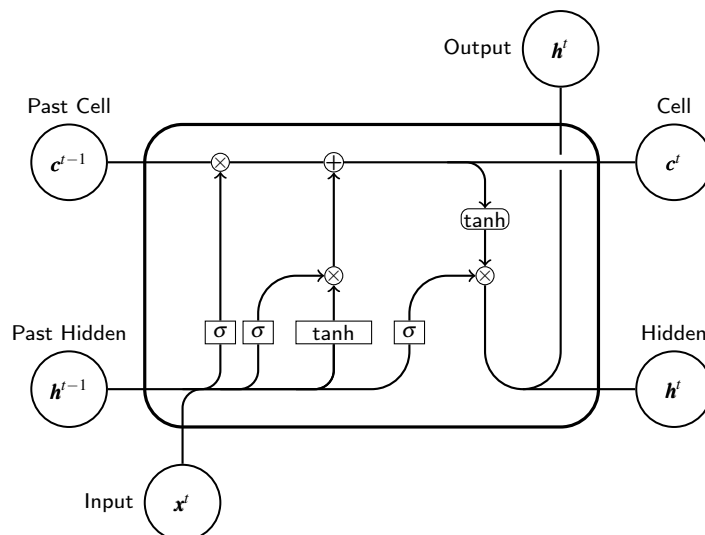 Output
h^t
Past Cell
Cell
c^{t−1}
×
+
c^t
tanh
×
×
Past Hidden
σ
σ
tanh
σ
Hidden
h^{t−1}
h^t
Input
x^t